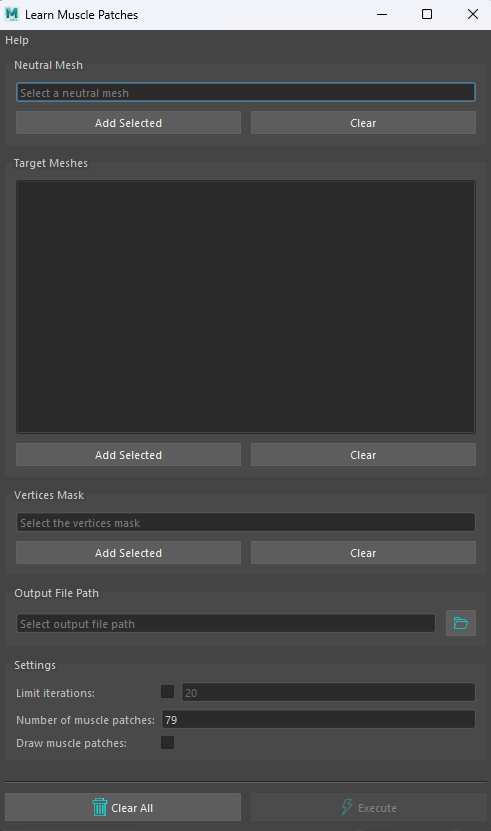 Learn Muscle Patches
Help
Neutral Mesh
Select a neutral mesh
Add Selected Clear
Target Meshes
Add Selected Clear
Vertices Mask
Select the vertices mask
Add Selected Clear
Output File Path
Select output file path
Settings
Limit iterations: 20
Number of muscle patches: 79
Draw muscle patches:
Clear All Execute